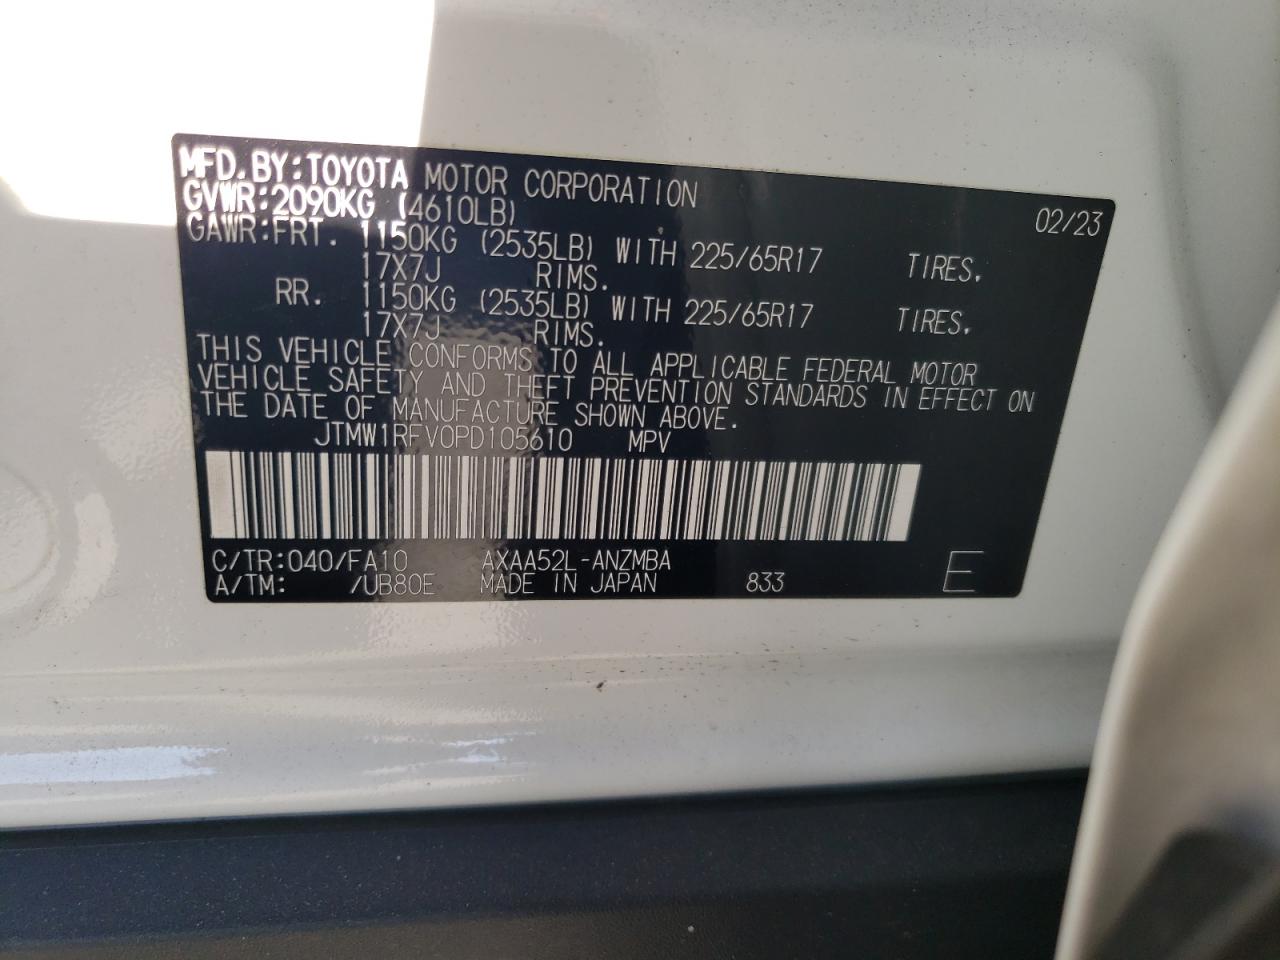 MFD.BY:TOYOTA MOTOR CORPORATION
GVWR:2090KG (4610LB) 02/23
GAWR:FRT. 1150KG (2535LB) WITH 225/65R17 TIRES,
17X7J RIMS.
RR. 1150KG (2535LB) WITH 225/65R17 TIRES,
17X7J RIMS.
THIS VEHICLE CONFORMS TO ALL APPLICABLE FEDERAL MOTOR
VEHICLE SAFETY AND THEFT PREVENTION STANDARDS IN EFFECT ON
THE DATE OF MANUFACTURE SHOWN ABOVE.
JTMW1RFV0PD105610 MPV
C/TR:040/FA10 AXAA52L-ANZMBA
A/TM: /UB80E MADE IN JAPAN 833 E